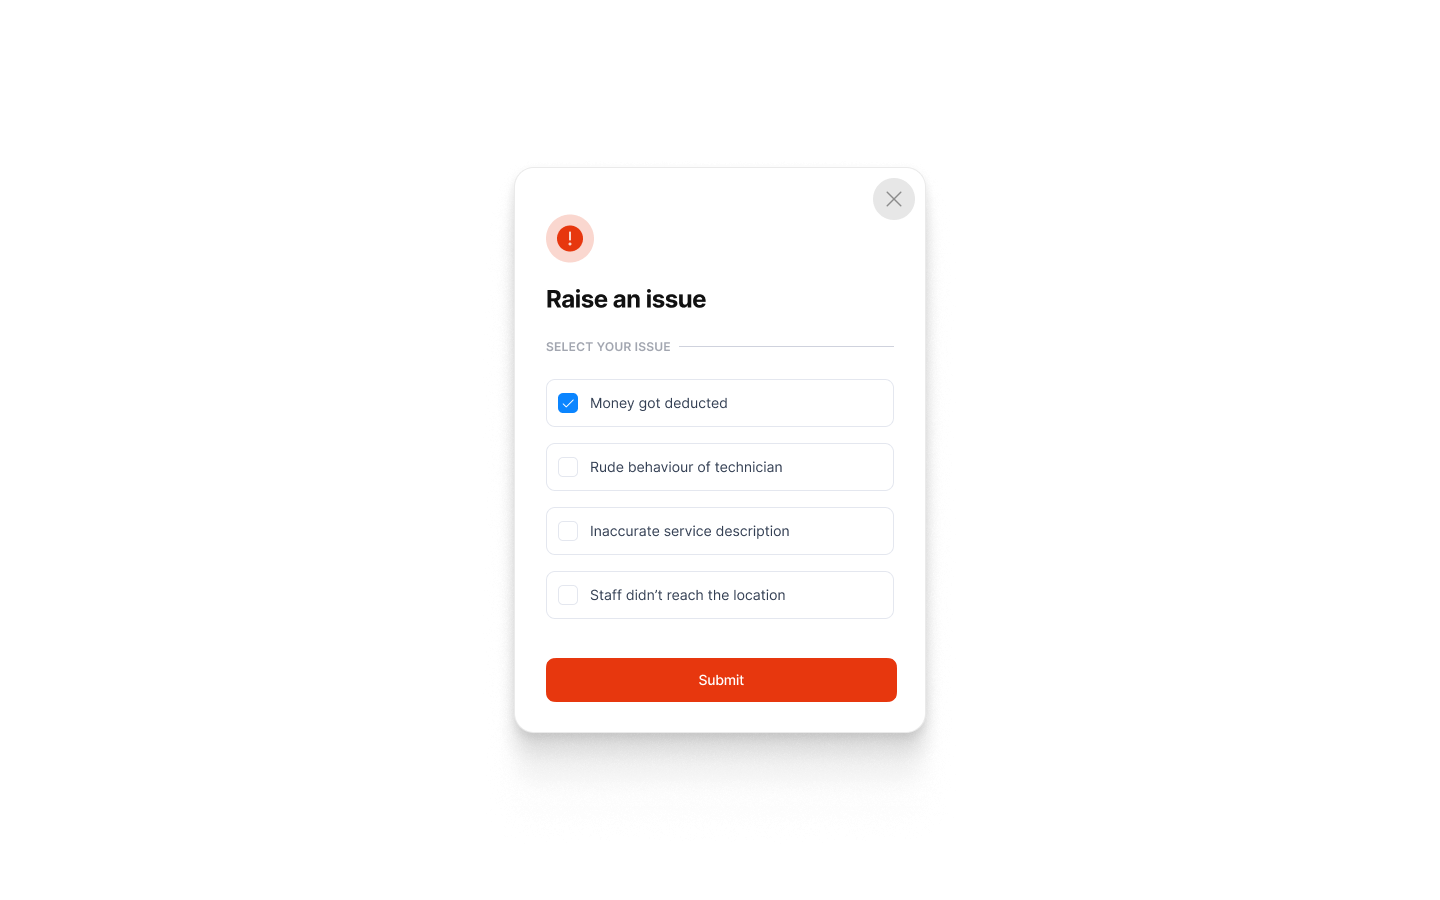 Raise an issue
SELECT YOUR ISSUE
Money got deducted
Rude behaviour of technician
Inaccurate service description
Staff didn’t reach the location
Submit